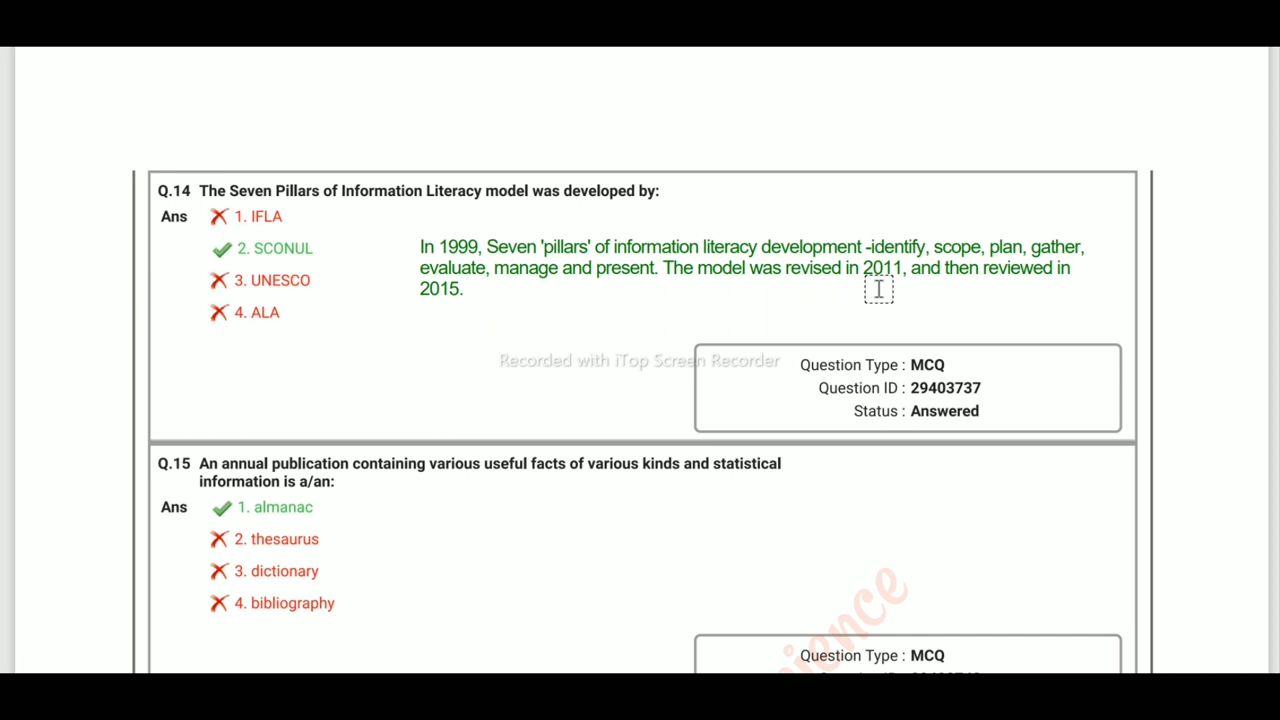 Q.14 The Seven Pillars of Information Literacy model was developed by:
Ans 1. IFLA
2. SCONUL
3. UNESCO
4. ALA
In 1999, Seven 'pillars' of information literacy development -identify, scope, plan, gather,
evaluate, manage and present. The model was revised in 2011, and then reviewed in
2015.
Recorded with iTop Screen Recorder
Question Type : MCQ
Question ID : 29403737
Status : Answered
Q.15 An annual publication containing various useful facts of various kinds and statistical
information is a/an:
Ans 1. almanac
2. thesaurus
3. dictionary
4. bibliography
Question Type : MCQ